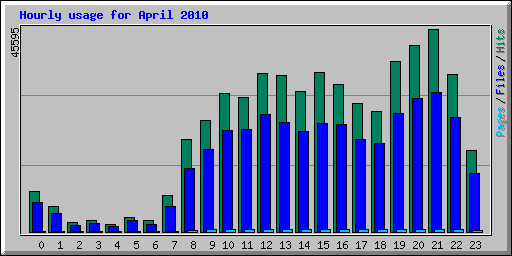 Hourly usage for April 2010
45595
Pages / Files / Hits
0 1 2 3 4 5 6 7 8 9 10 11 12 13 14 15 16 17 18 19 20 21 22 23